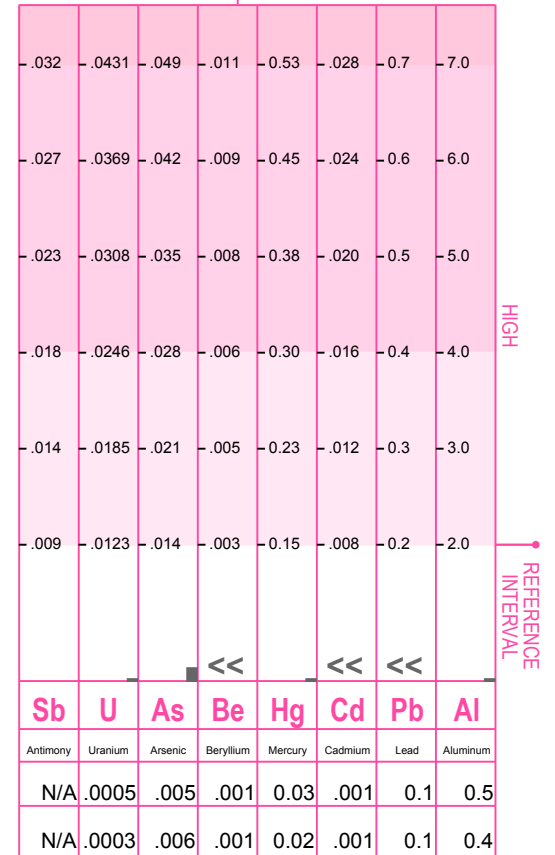 .032 .0431 .049 .011 0.53 .028 0.7 7.0
.027 .0369 .042 .009 0.45 .024 0.6 6.0
.023 .0308 .035 .008 0.38 .020 0.5 5.0
HIGH
.018 .0246 .028 .006 0.30 .016 0.4 4.0
.014 .0185 .021 .005 0.23 .012 0.3 3.0
.009 .0123 .014 .003 0.15 .008 0.2 2.0
REFERENCE
INTERVAL
<< << <<
Sb U As Be Hg Cd Pb Al
Antimony Uranium Arsenic Beryllium Mercury Cadmium Lead Aluminum
N/A .0005 .005 .001 0.03 .001 0.1 0.5
N/A .0003 .006 .001 0.02 .001 0.1 0.4